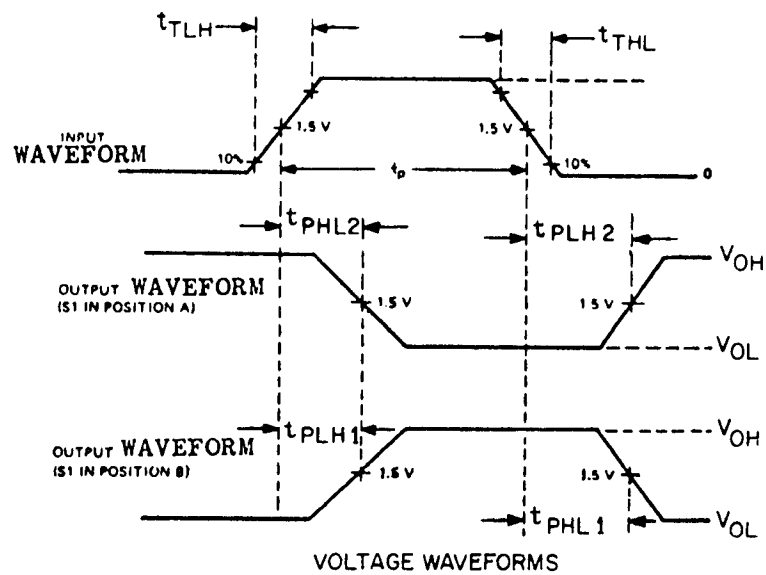 tTLH
tTHL
INPUT
WAVEFORM
10%
1.5 V
tp
1.5 V
10%
0
tPHL2
tPLH2
OUTPUT WAVEFORM
(S1 IN POSITION A)
1.5 V
1.5 V
VOH
VOL
tPLH1
OUTPUT WAVEFORM
(S1 IN POSITION B)
1.5 V
1.5 V
VOH
VOL
tPHL1
VOLTAGE WAVEFORMS